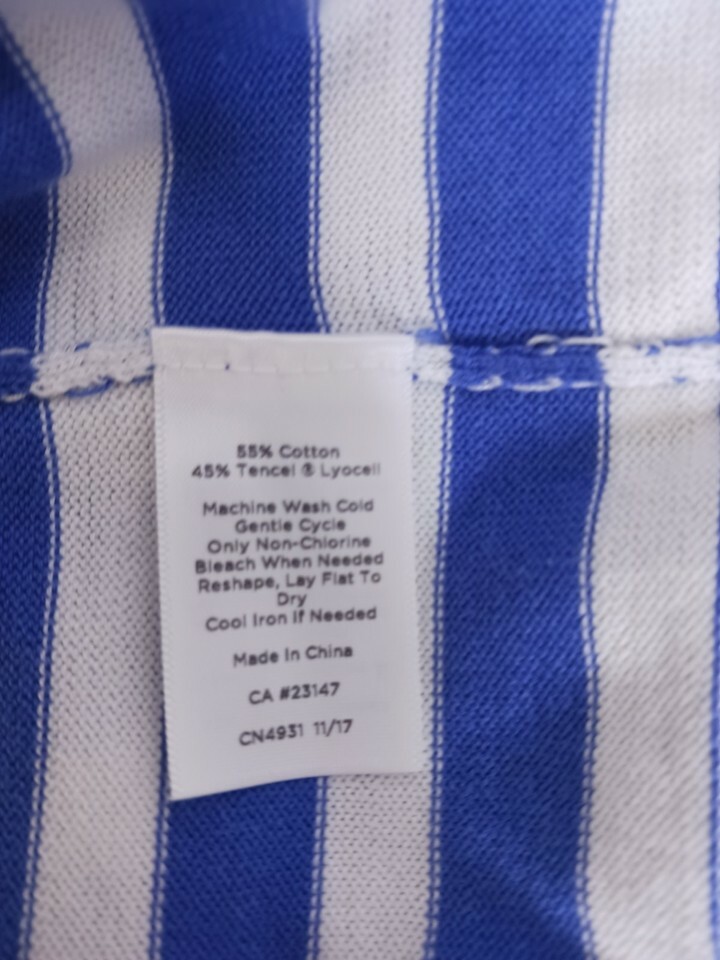 55% Cotton
45% Tencel ® Lyocell
Machine Wash Cold
Gentle Cycle
Only Non-Chlorine
Bleach When Needed
Reshape, Lay Flat To
Dry
Cool Iron If Needed
Made In China
CA #23147
CN4931 11/17